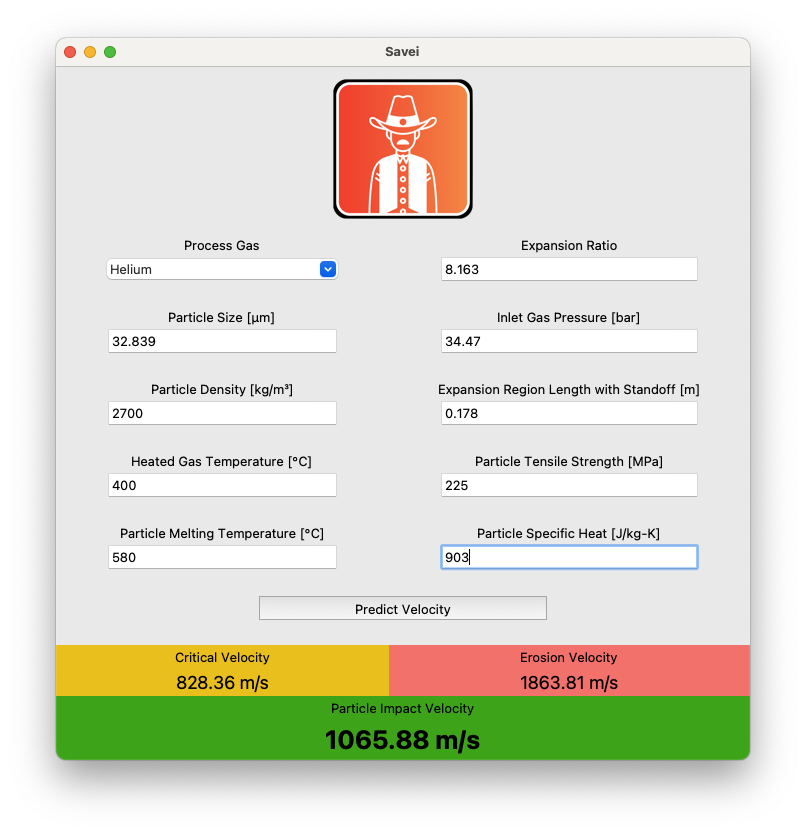 Savei
Process Gas
Helium
Expansion Ratio
8.163
Particle Size [μm]
32.839
Inlet Gas Pressure [bar]
34.47
Particle Density [kg/m³]
2700
Expansion Region Length with Standoff [m]
0.178
Heated Gas Temperature [°C]
400
Particle Tensile Strength [MPa]
225
Particle Melting Temperature [°C]
580
Particle Specific Heat [J/kg-K]
903
Predict Velocity
Critical Velocity
828.36 m/s
Erosion Velocity
1863.81 m/s
Particle Impact Velocity
1065.88 m/s